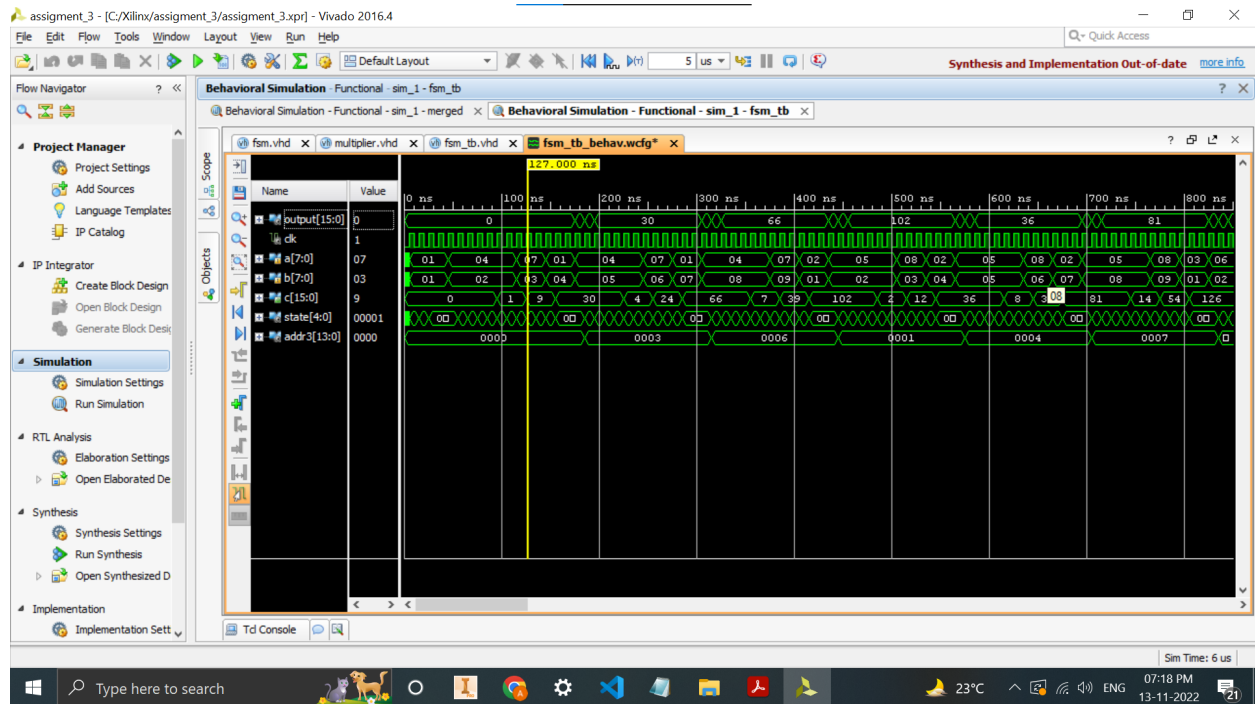 assigment_3 - [C:/Xilinx/assigment_3/assigment_3.xpr] - Vivado 2016.4
File Edit Flow Tools Window Layout View Run Help
Q- Quick Access
Default Layout
5 us
Synthesis and Implementation Out-of-date more info
Flow Navigator ? «
Behavioral Simulation - Functional - sim_1 - fsm_tb
Behavioral Simulation - Functional - sim_1 - merged × Behavioral Simulation - Functional - sim_1 - fsm_tb ×
Project Manager
Project Settings
Add Sources
Language Templates
IP Catalog
IP Integrator
Create Block Design
Open Block Design
Generate Block Desig
Simulation
Simulation Settings
Run Simulation
RTL Analysis
Elaboration Settings
Open Elaborated De
Synthesis
Synthesis Settings
Run Synthesis
Open Synthesized D
Implementation
Implementation Sett
Scope
Objects
fsm.vhd × multiplier.vhd × fsm_tb.vhd × fsm_tb_behav.wcfg* ×
127.000 ns
Name Value
0 ns 100 ns 200 ns 300 ns 400 ns 500 ns 600 ns 700 ns 800 ns
output[15:0] 0 0 30 66 102 36 81
clk 1
a[7:0] 07 01 04 07 01 04 07 01 04 07 02 05 08 02 05 08 02 05 08 03 06
b[7:0] 03 01 02 03 04 05 06 07 08 09 01 02 03 04 05 06 07 08 09 01 02
c[15:0] 9 0 1 9 30 4 24 66 7 39 102 2 12 36 8 3 08 81 14 54 126
state[4:0] 00001
addr3[13:0] 0000 0000 0003 0006 0001 0004 0007
Tcl Console
Sim Time: 6 us
Type here to search
23°C
ENG
07:18 PM
13-11-2022
21